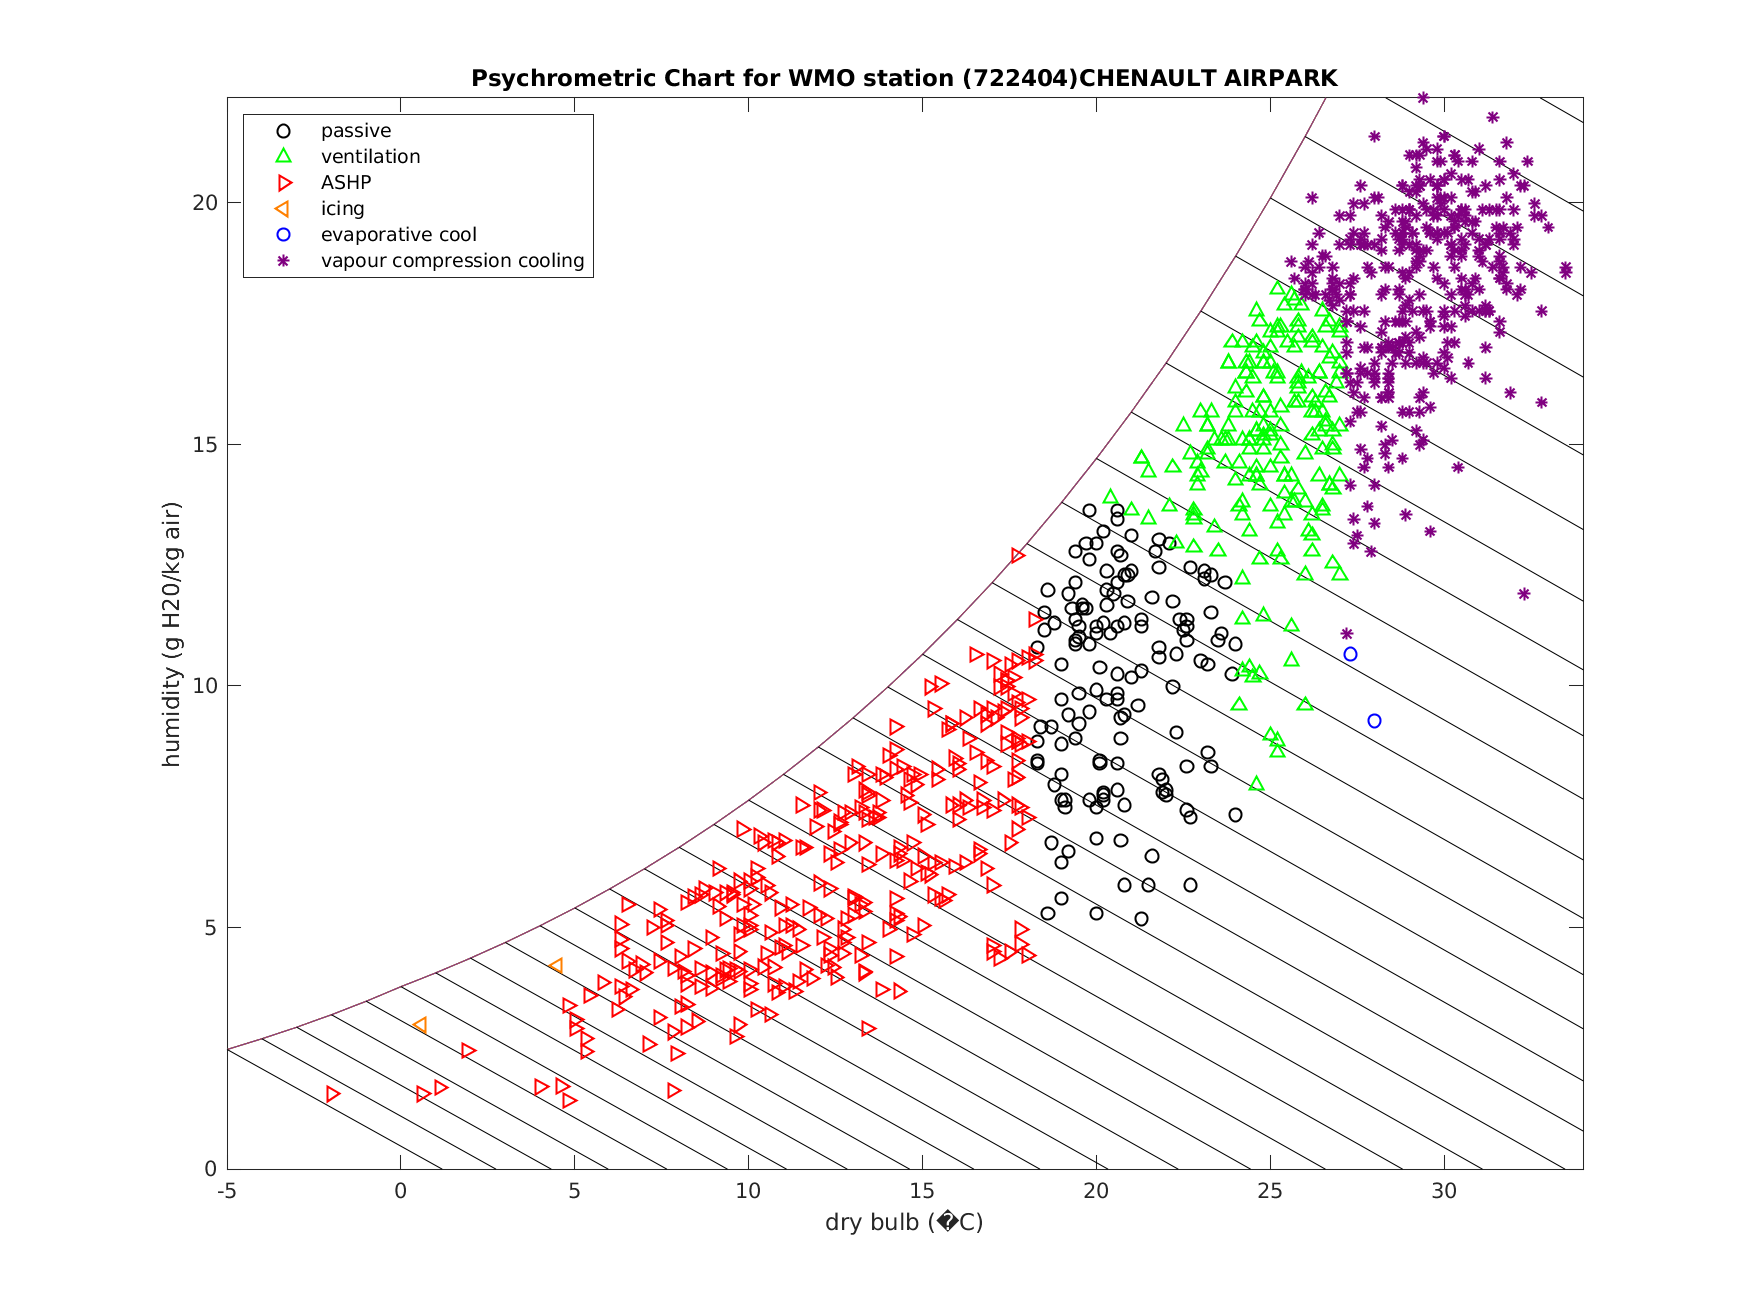 Psychrometric Chart for WMO station (722404)CHENAULT AIRPARK
passive
ventilation
ASHP
icing
evaporative cool
vapour compression cooling
humidity (g H20/kg air)
20
15
10
5
0
-5 0 5 10 15 20 25 30
dry bulb (�C)